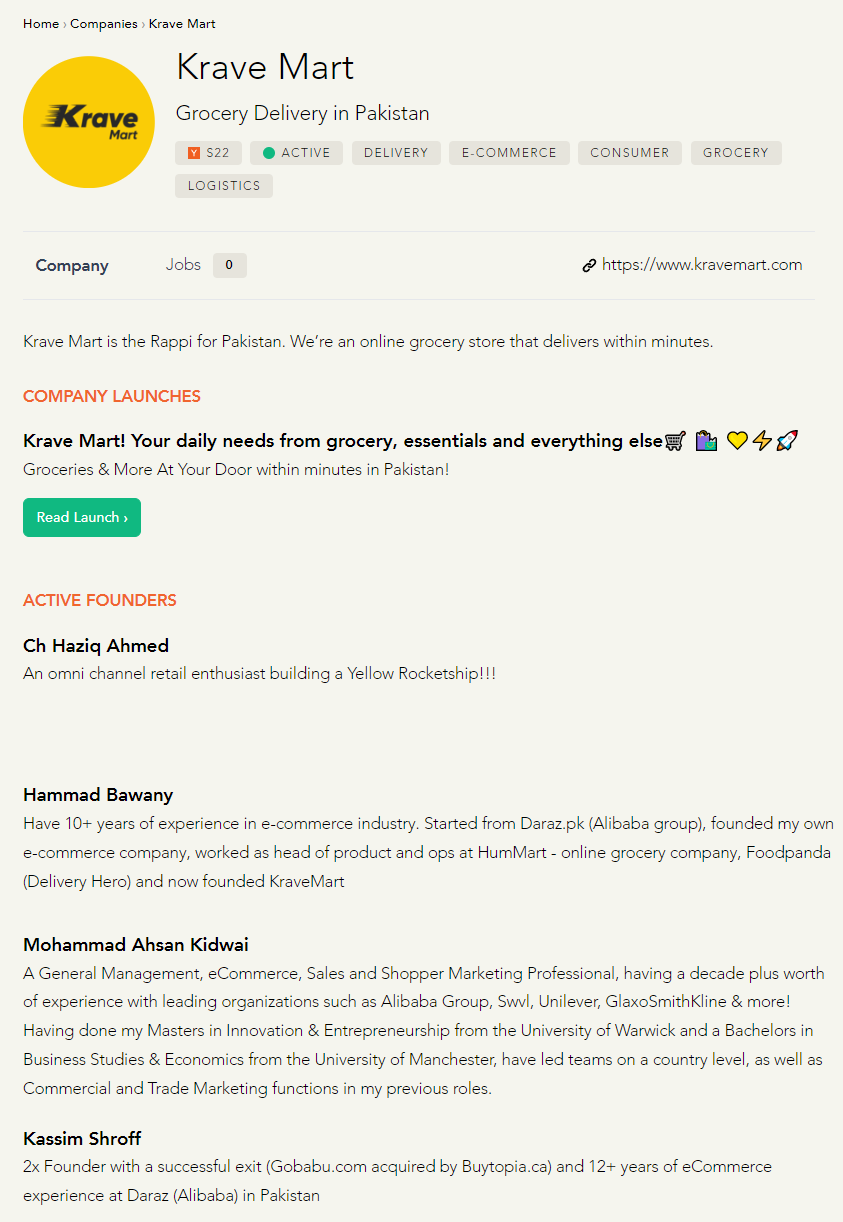 Home › Companies › Krave Mart
Krave
Mart
Krave Mart
Grocery Delivery in Pakistan
Y S22
ACTIVE
DELIVERY
E-COMMERCE
CONSUMER
GROCERY
LOGISTICS
Company
Jobs 0
https://www.kravemart.com
Krave Mart is the Rappi for Pakistan. We’re an online grocery store that delivers within minutes.
COMPANY LAUNCHES
Krave Mart! Your daily needs from grocery, essentials and everything else🛒 🛍️ 💛⚡🚀
Groceries & More At Your Door within minutes in Pakistan!
Read Launch ›
ACTIVE FOUNDERS
Ch Haziq Ahmed
An omni channel retail enthusiast building a Yellow Rocketship!!!
Hammad Bawany
Have 10+ years of experience in e-commerce industry. Started from Daraz.pk (Alibaba group), founded my own
e-commerce company, worked as head of product and ops at HumMart - online grocery company, Foodpanda
(Delivery Hero) and now founded KraveMart
Mohammad Ahsan Kidwai
A General Management, eCommerce, Sales and Shopper Marketing Professional, having a decade plus worth
of experience with leading organizations such as Alibaba Group, Swvl, Unilever, GlaxoSmithKline & more!
Having done my Masters in Innovation & Entrepreneurship from the University of Warwick and a Bachelors in
Business Studies & Economics from the University of Manchester, have led teams on a country level, as well as
Commercial and Trade Marketing functions in my previous roles.
Kassim Shroff
2x Founder with a successful exit (Gobabu.com acquired by Buytopia.ca) and 12+ years of eCommerce
experience at Daraz (Alibaba) in Pakistan